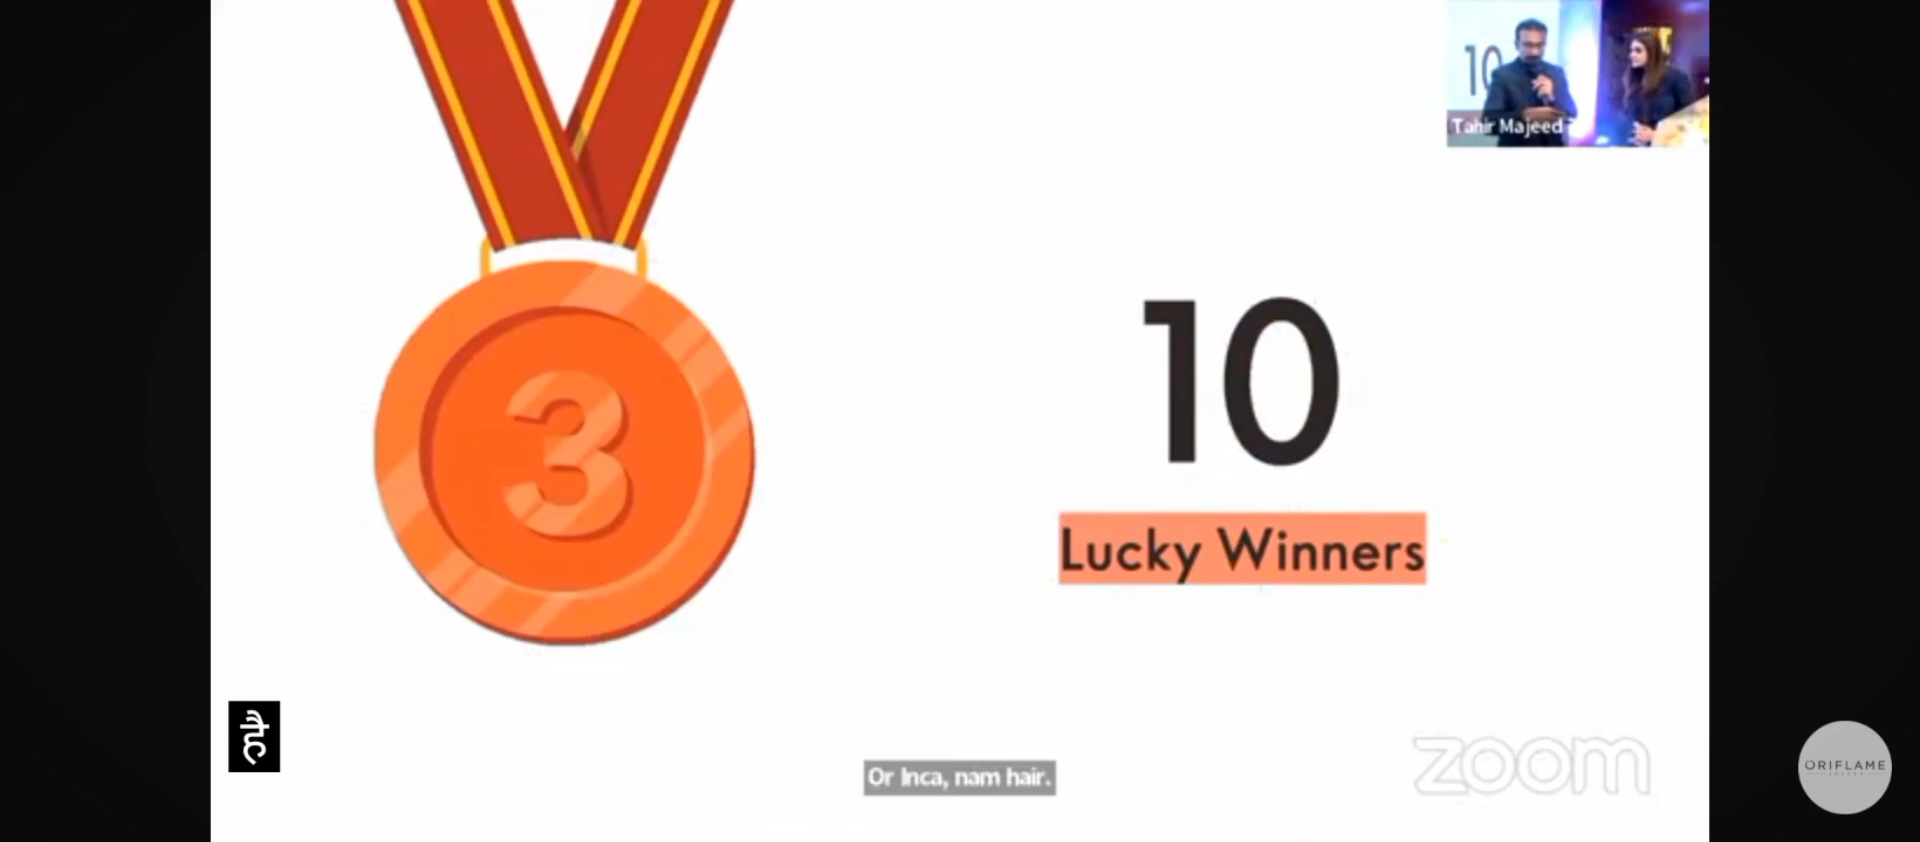 10
Tahir Majeed
3
10
Lucky Winners
है
Or Inca, nam hair.
zoom
ORIFLAME